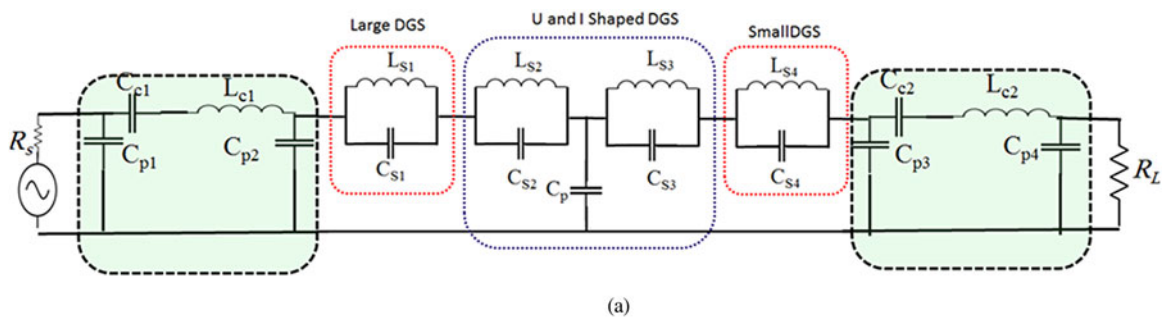 Large DGS
U and I Shaped DGS
SmallDGS
LS1
LS2
LS3
LS4
Cc1
Lc1
Cc2
Lc2
Rs
Cp1
Cp2
CS1
CS2
Cp
CS3
CS4
Cp3
Cp4
RL
(a)